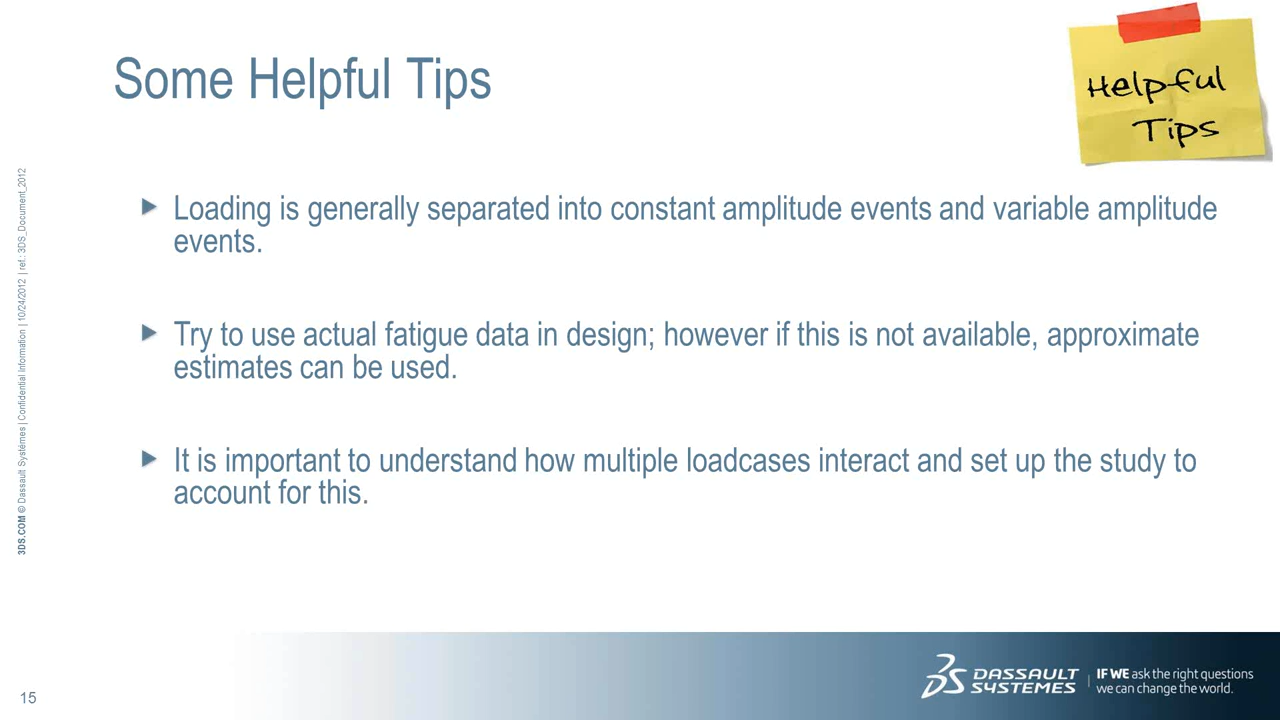 Some Helpful Tips
Helpful
Tips
Loading is generally separated into constant amplitude events and variable amplitude
events.
Try to use actual fatigue data in design; however if this is not available, approximate
estimates can be used.
It is important to understand how multiple loadcases interact and set up the study to
account for this.
3DS.COM © Dassault Systèmes | Confidential Information | 10/24/2012 | ref.: 3DS_Document_2012
15
DASSAULT
SYSTEMES
IF WE ask the right questions
we can change the world.